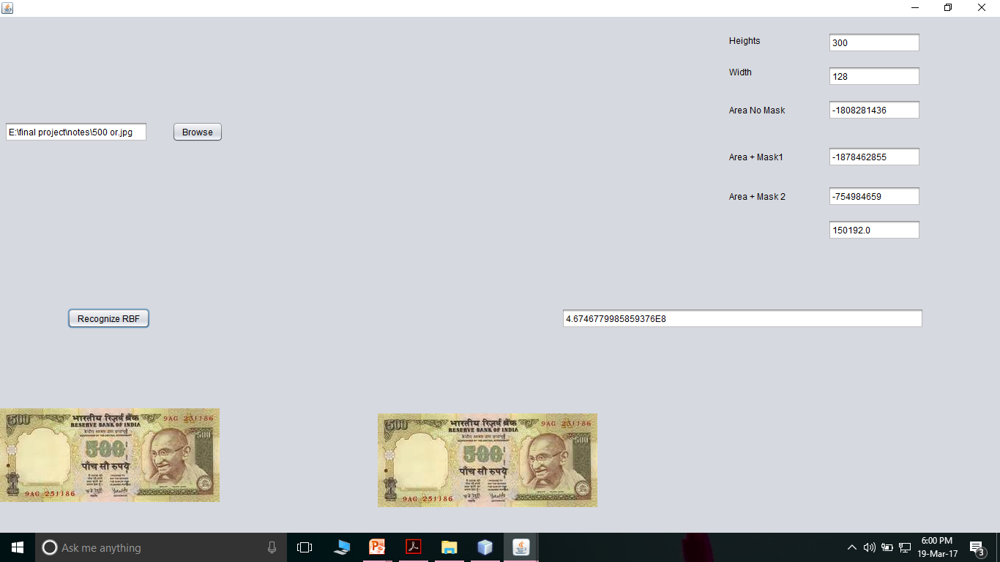 Heights
300
Width
128
Area No Mask
-1808281436
E:\final project\notes\500 or.jpg
Browse
Area + Mask1
-1878462855
Area + Mask 2
-754984659
150192.0
Recognize RBF
4.6746779985859376E8
500
भारतीय रिज़र्व बैंक
9AG 251186
RESERVE BANK OF INDIA
500
500
पाँच सौ रुपये
9AG 251186
500
भारतीय रिज़र्व बैंक
9AG 251186
RESERVE BANK OF INDIA
500
500
पाँच सौ रुपये
9AG 251186
Ask me anything
6:00 PM
19-Mar-17
3